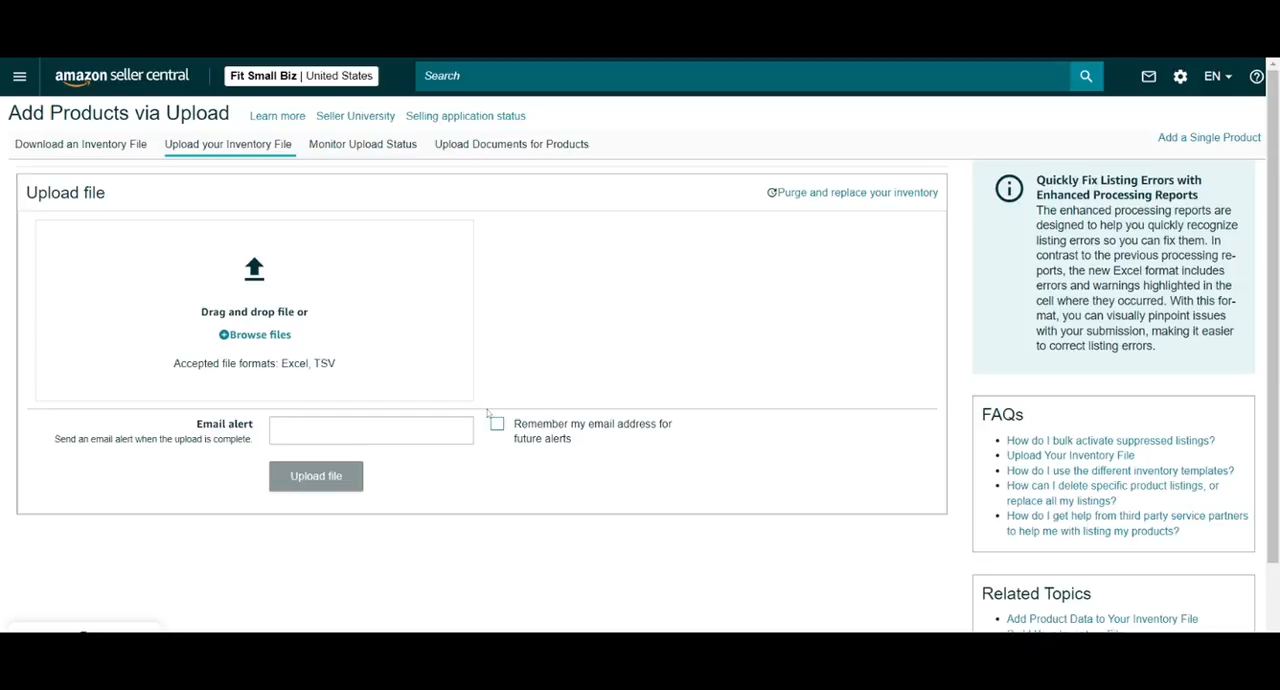 amazon seller central
Fit Small Biz | United States
Search
EN
Add Products via Upload
Learn more
Seller University
Selling application status
Download an Inventory File
Upload your Inventory File
Monitor Upload Status
Upload Documents for Products
Add a Single Product
Upload file
Purge and replace your inventory
Drag and drop file or
Browse files
Accepted file formats: Excel, TSV
Email alert
Send an email alert when the upload is complete.
Remember my email address for
future alerts
Upload file
Quickly Fix Listing Errors with
Enhanced Processing Reports
The enhanced processing reports are
designed to help you quickly recognize
listing errors so you can fix them. In
contrast to the previous processing re-
ports, the new Excel format includes
errors and warnings highlighted in the
cell where they occurred. With this for-
mat, you can visually pinpoint issues
with your submission, making it easier
to correct listing errors.
FAQs
• How do I bulk activate suppressed listings?
• Upload Your Inventory File
• How do I use the different inventory templates?
• How can I delete specific product listings, or
replace all my listings?
• How do I get help from third party service partners
to help me with listing my products?
Related Topics
• Add Product Data to Your Inventory File